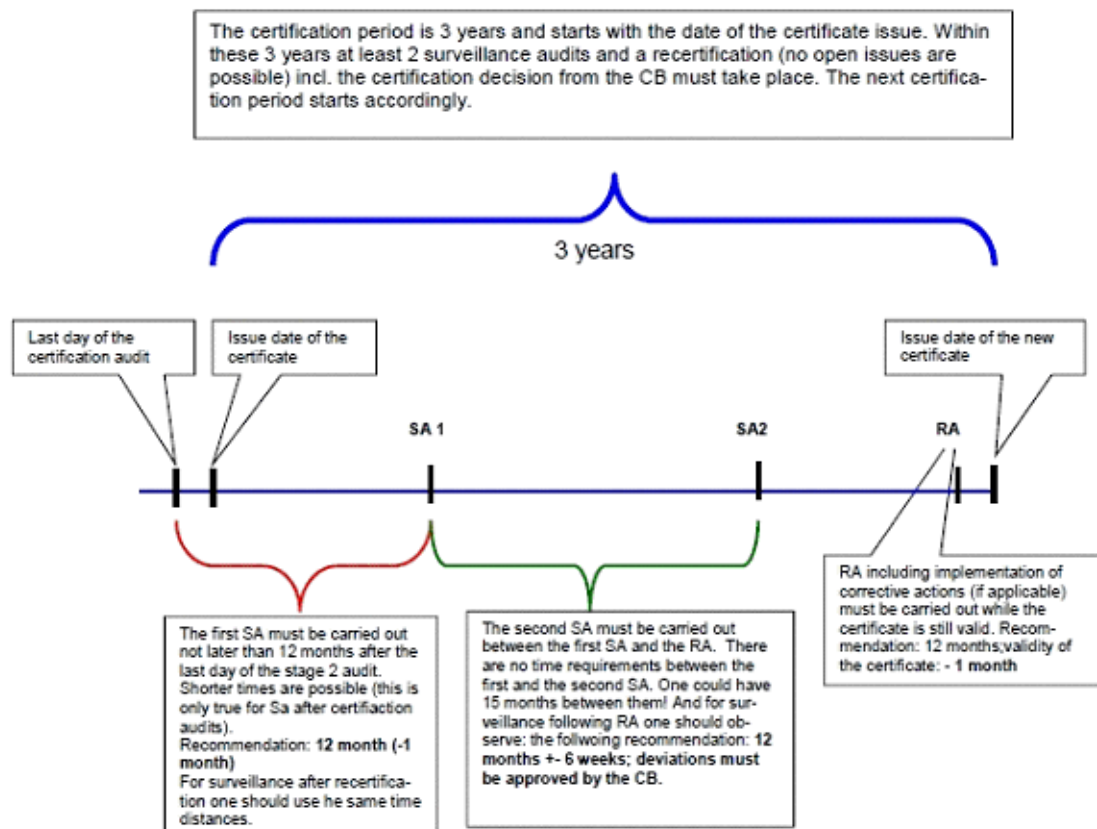 The certification period is 3 years and starts with the date of the certificate issue. Within
these 3 years at least 2 surveillance audits and a recertification (no open issues are
possible) incl. the certification decision from the CB must take place. The next certifica-
tion period starts accordingly.
3 years
Last day of the
certification audit
Issue date of the
certificate
Issue date of the new
certificate
SA 1
SA2
RA
The first SA must be carried out
not later than 12 months after the
last day of the stage 2 audit.
Shorter times are possible (this is
only true for Sa after certifiaction
audits).
Recommendation: 12 month (-1
month)
For surveillance after recertifica-
tion one should use he same time
distances.
The second SA must be carried out
between the first SA and the RA. There
are no time requirements between the
first and the second SA. One could have
15 months between them! And for sur-
veillance following RA one should ob-
serve: the follwoing recommendation: 12
months +- 6 weeks; deviations must
be approved by the CB.
RA including implementation of
corrective actions (if applicable)
must be carried out while the
certificate is still valid. Recom-
mendation: 12 months;validity of
the certificate: - 1 month